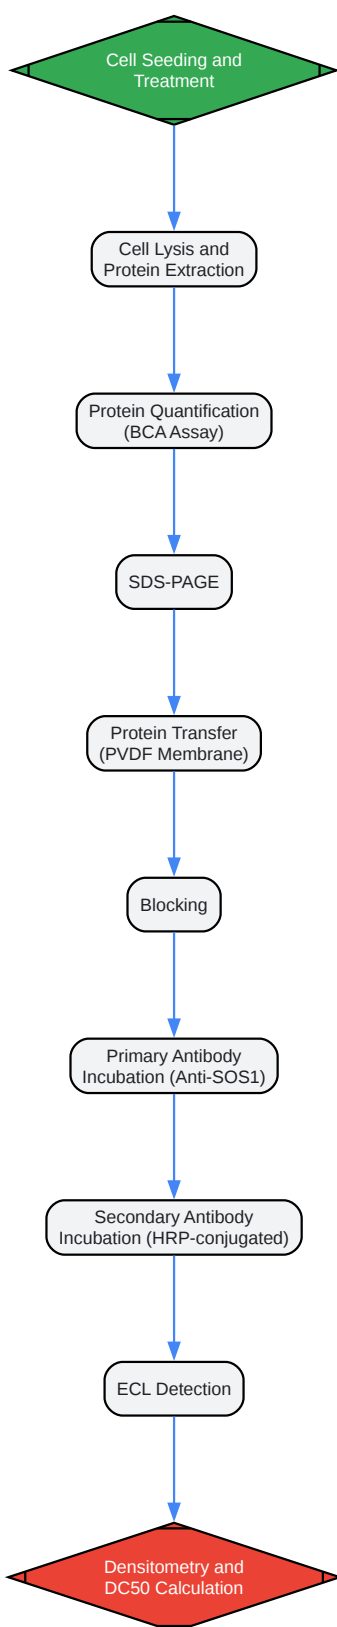 Cell Seeding and
Treatment
Cell Lysis and
Protein Extraction
Protein Quantification
(BCA Assay)
SDS-PAGE
Protein Transfer
(PVDF Membrane)
Blocking
Primary Antibody
Incubation (Anti-SOS1)
Secondary Antibody
Incubation (HRP-conjugated)
ECL Detection
Densitometry and
DC50 Calculation